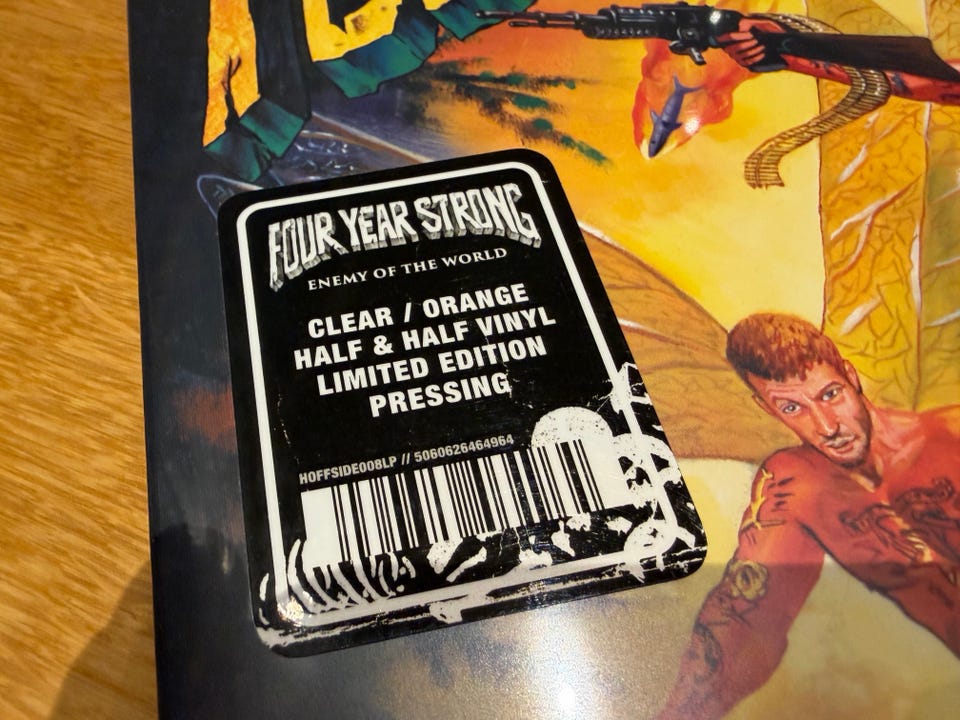 FOUR YEAR STRONG
ENEMY OF THE WORLD
CLEAR / ORANGE
HALF & HALF VINYL
LIMITED EDITION
PRESSING
HOFFSIDE008LP // 5060626464964